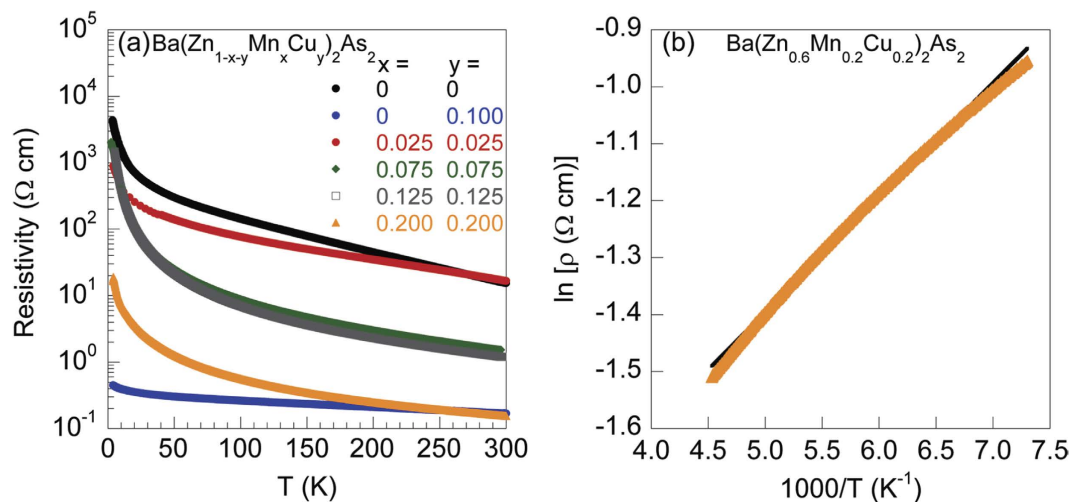 (a) Ba(Zn1-x-yMnxCuy)2As2
x = y =
0 0
0 0.100
0.025 0.025
0.075 0.075
0.125 0.125
0.200 0.200
10^5
10^4
10^3
10^2
10^1
10^0
10^-1
Resistivity (Ω cm)
0 50 100 150 200 250 300
T (K)
(b) Ba(Zn0.6Mn0.2Cu0.2)2As2
-0.9
-1.0
-1.1
-1.2
-1.3
-1.4
-1.5
-1.6
ln [ρ (Ω cm)]
4.0 4.5 5.0 5.5 6.0 6.5 7.0 7.5
1000/T (K^-1)